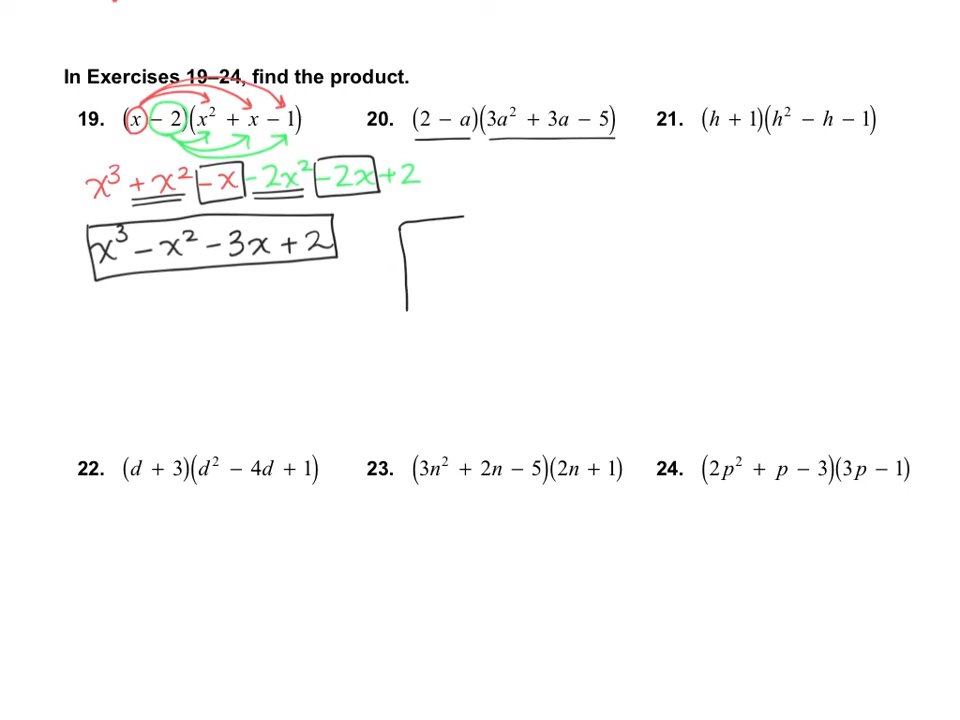 In Exercises 19–24, find the product.
19. (x − 2)(x² + x − 1)
20. (2 − a)(3a² + 3a − 5)
21. (h + 1)(h² − h − 1)
x³ + x² − x − 2x² − 2x + 2
x³ − x² − 3x + 2
22. (d + 3)(d² − 4d + 1)
23. (3n² + 2n − 5)(2n + 1)
24. (2p² + p − 3)(3p − 1)